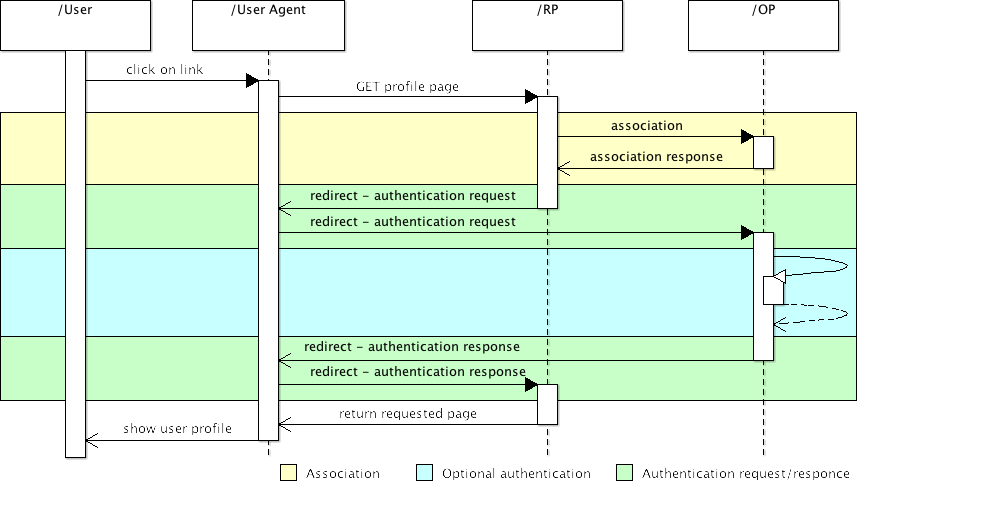 /User
/User Agent
/RP
/OP
click on link
GET profile page
association
association response
redirect - authentication request
redirect - authentication request
redirect - authentication response
redirect - authentication response
return requested page
show user profile
Association
Optional authentication
Authentication request/responce